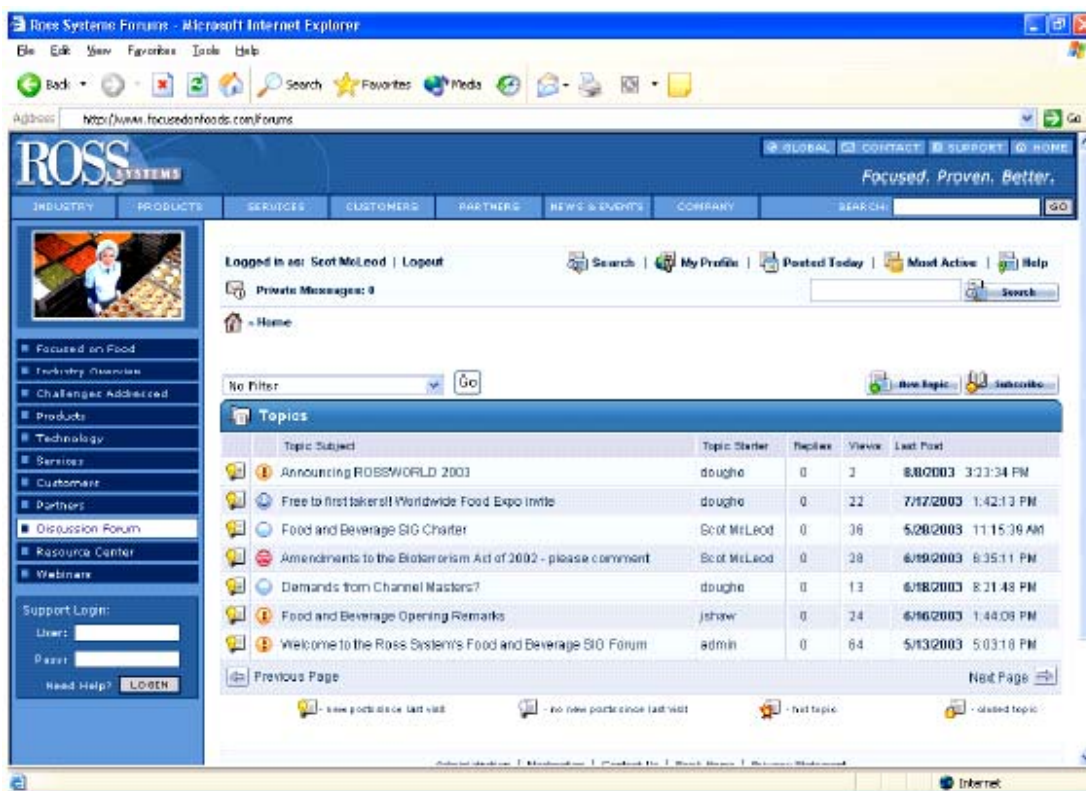 Ross Systems Forums - Microsoft Internet Explorer
File Edit View Favorites Tools Help
Back Search Favorites Media
Address http://www.focusedonfoods.com/forums Go
ROSS SYSTEMS
GLOBAL CONTACT SUPPORT HOME
Focused. Proven. Better.
INDUSTRY PRODUCTS SERVICES CUSTOMERS PARTNERS NEWS & EVENTS COMPANY SEARCH: GO
Logged in as: Scot McLeod | Logout
Search | My Profile | Posted Today | Most Active | Help
Private Messages: 0
Search
» Home
Focused on Food
Industry Overview
Challenges Addressed
Products
Technology
Services
Customers
Partners
Discussion Forum
Resource Center
Webinars
Support Login:
User:
Pass:
Need Help? LOGIN
No Filter Go
New Topic Subscribe
Topics
Topic Subject Topic Starter Replies Views Last Post
Announcing ROSSWORLD 2003 dougho 0 2 8/8/2003 3:23:34 PM
Free to first takers!! Worldwide Food Expo invite dougho 0 22 7/17/2003 1:42:13 PM
Food and Beverage SIG Charter Scot McLeod 0 36 5/28/2003 11:15:39 AM
Amendments to the Bioterrorism Act of 2002 - please comment Scot McLeod 0 28 6/19/2003 8:35:11 PM
Demands from Channel Masters? dougho 0 13 6/18/2003 8:21:48 PM
Food and Beverage Opening Remarks jshaw 0 24 6/16/2003 1:44:09 PM
Welcome to the Ross System's Food and Beverage SIG Forum admin 0 64 5/13/2003 5:03:18 PM
Previous Page Next Page
- new posts since last visit - no new posts since last visit - hot topic - closed topic
Contact Us
Internet